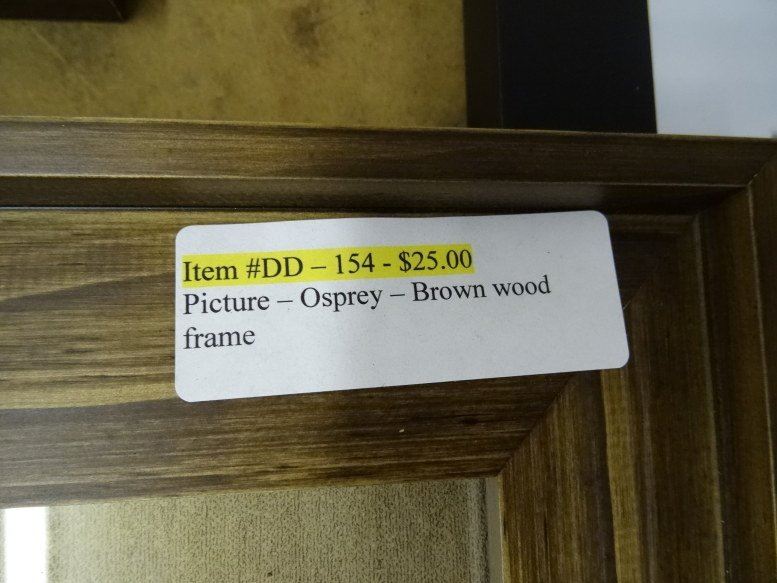 Item #DD – 154 - $25.00
Picture – Osprey – Brown wood
frame